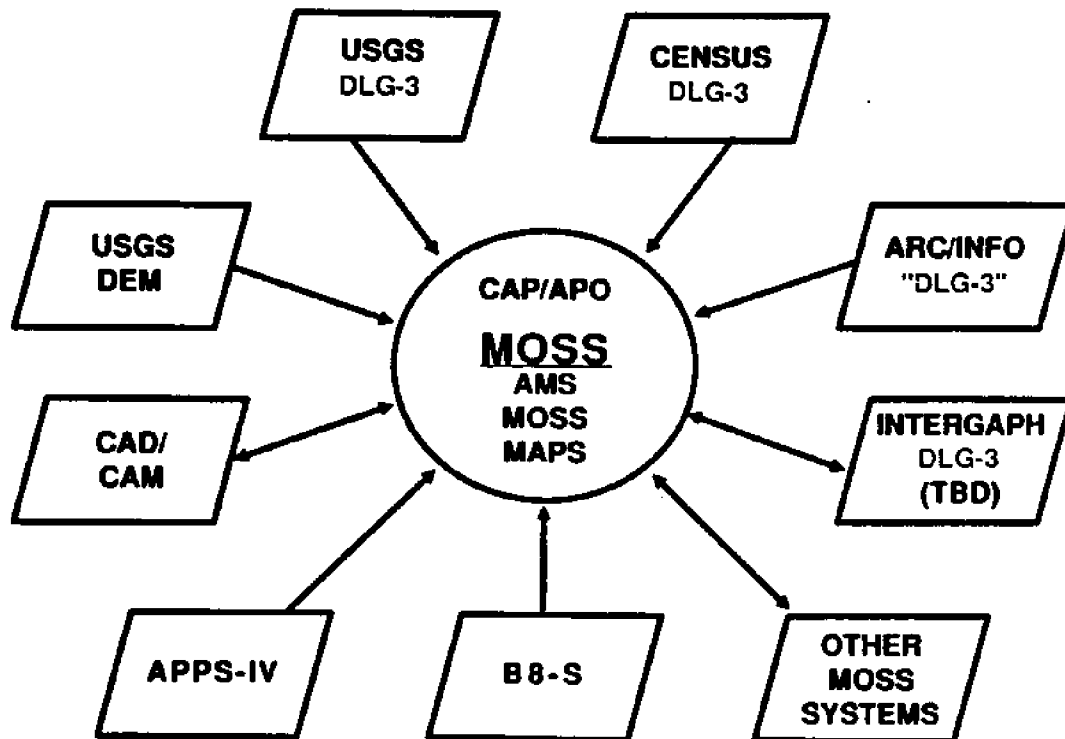 USGS
DLG-3
CENSUS
DLG-3
USGS
DEM
ARC/INFO
"DLG-3"
CAP/APO
MOSS
AMS
MOSS
MAPS
CAD/
CAM
INTERGAPH
DLG-3
(TBD)
APPS-IV
B8-S
OTHER
MOSS
SYSTEMS